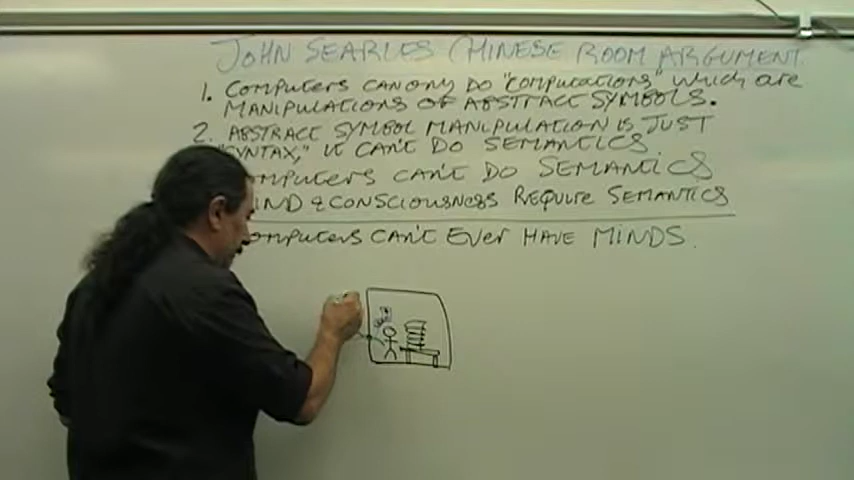 JOHN SEARLES CHINESE ROOM ARGUMENT
1. COMPUTERS CAN ONLY DO "COMPUTATIONS" WHICH ARE
MANIPULATIONS OF ABSTRACT SYMBOLS.
2. ABSTRACT SYMBOL MANIPULATION IS JUST
"SYNTAX," IT CAN'T DO SEMANTICS.
COMPUTERS CAN'T DO SEMANTICS
MIND & CONSCIOUSNESS REQUIRE SEMANTICS
COMPUTERS CAN'T EVER HAVE MINDS.